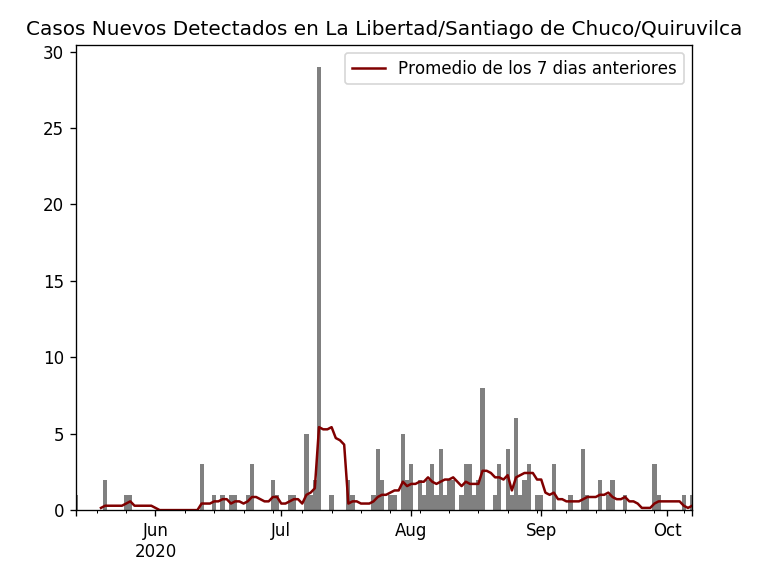 Casos Nuevos Detectados en La Libertad/Santiago de Chuco/Quiruvilca
Promedio de los 7 dias anteriores
30
25
20
15
10
5
0
Jun Jul Aug Sep Oct
2020